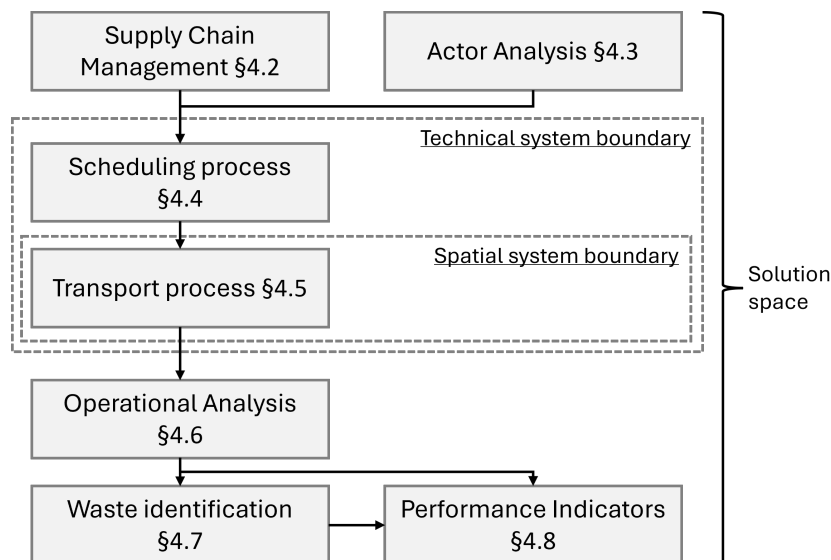 Supply Chain
Management §4.2
Actor Analysis §4.3
Technical system boundary
Scheduling process
§4.4
Spatial system boundary
Transport process §4.5
Solution
space
Operational Analysis
§4.6
Waste identification
§4.7
Performance Indicators
§4.8